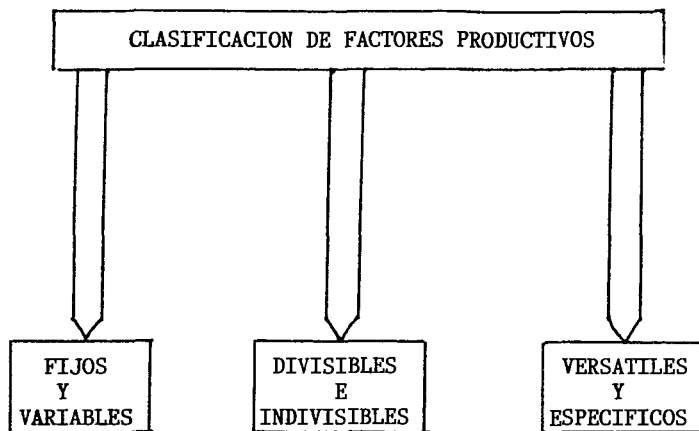 CLASIFICACION DE FACTORES PRODUCTIVOS
FIJOS
Y
VARIABLES
DIVISIBLES
E
INDIVISIBLES
VERSATILES
Y
ESPECIFICOS